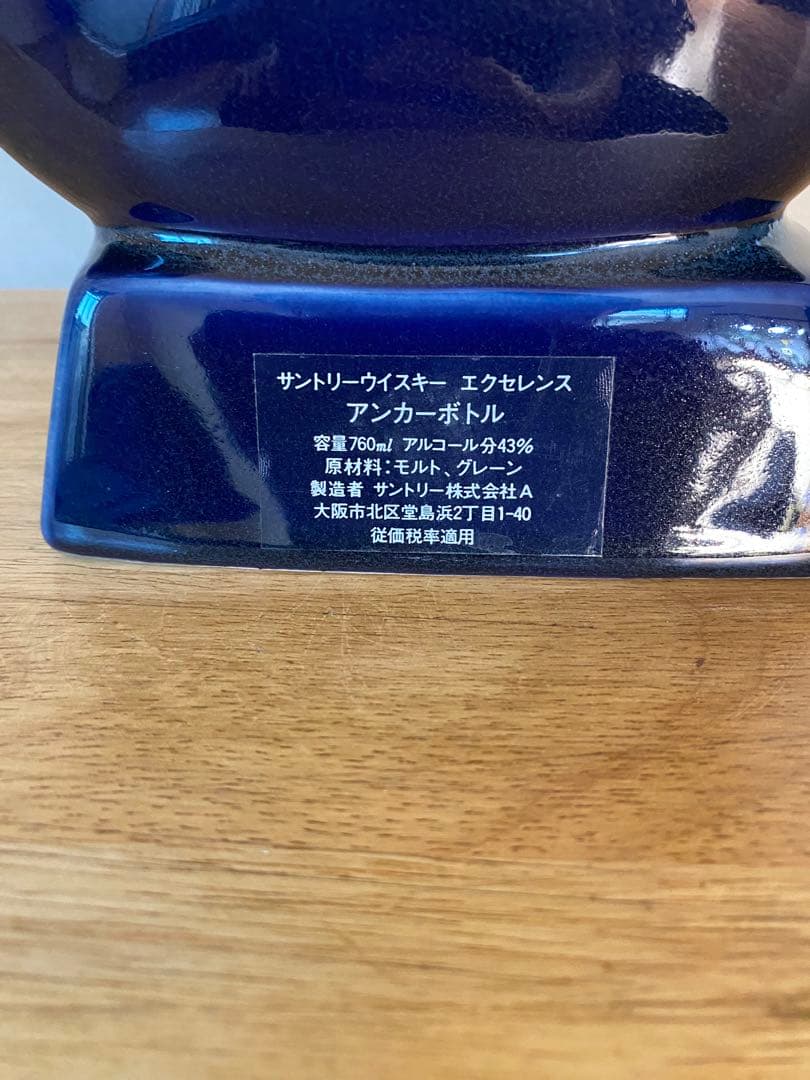 サントリーウイスキー エクセレンス
アンカーボトル
容量760ml アルコール分43%
原材料:モルト、グレーン
製造者 サントリー株式会社A
大阪市北区堂島浜2丁目1-40
従価税率適用